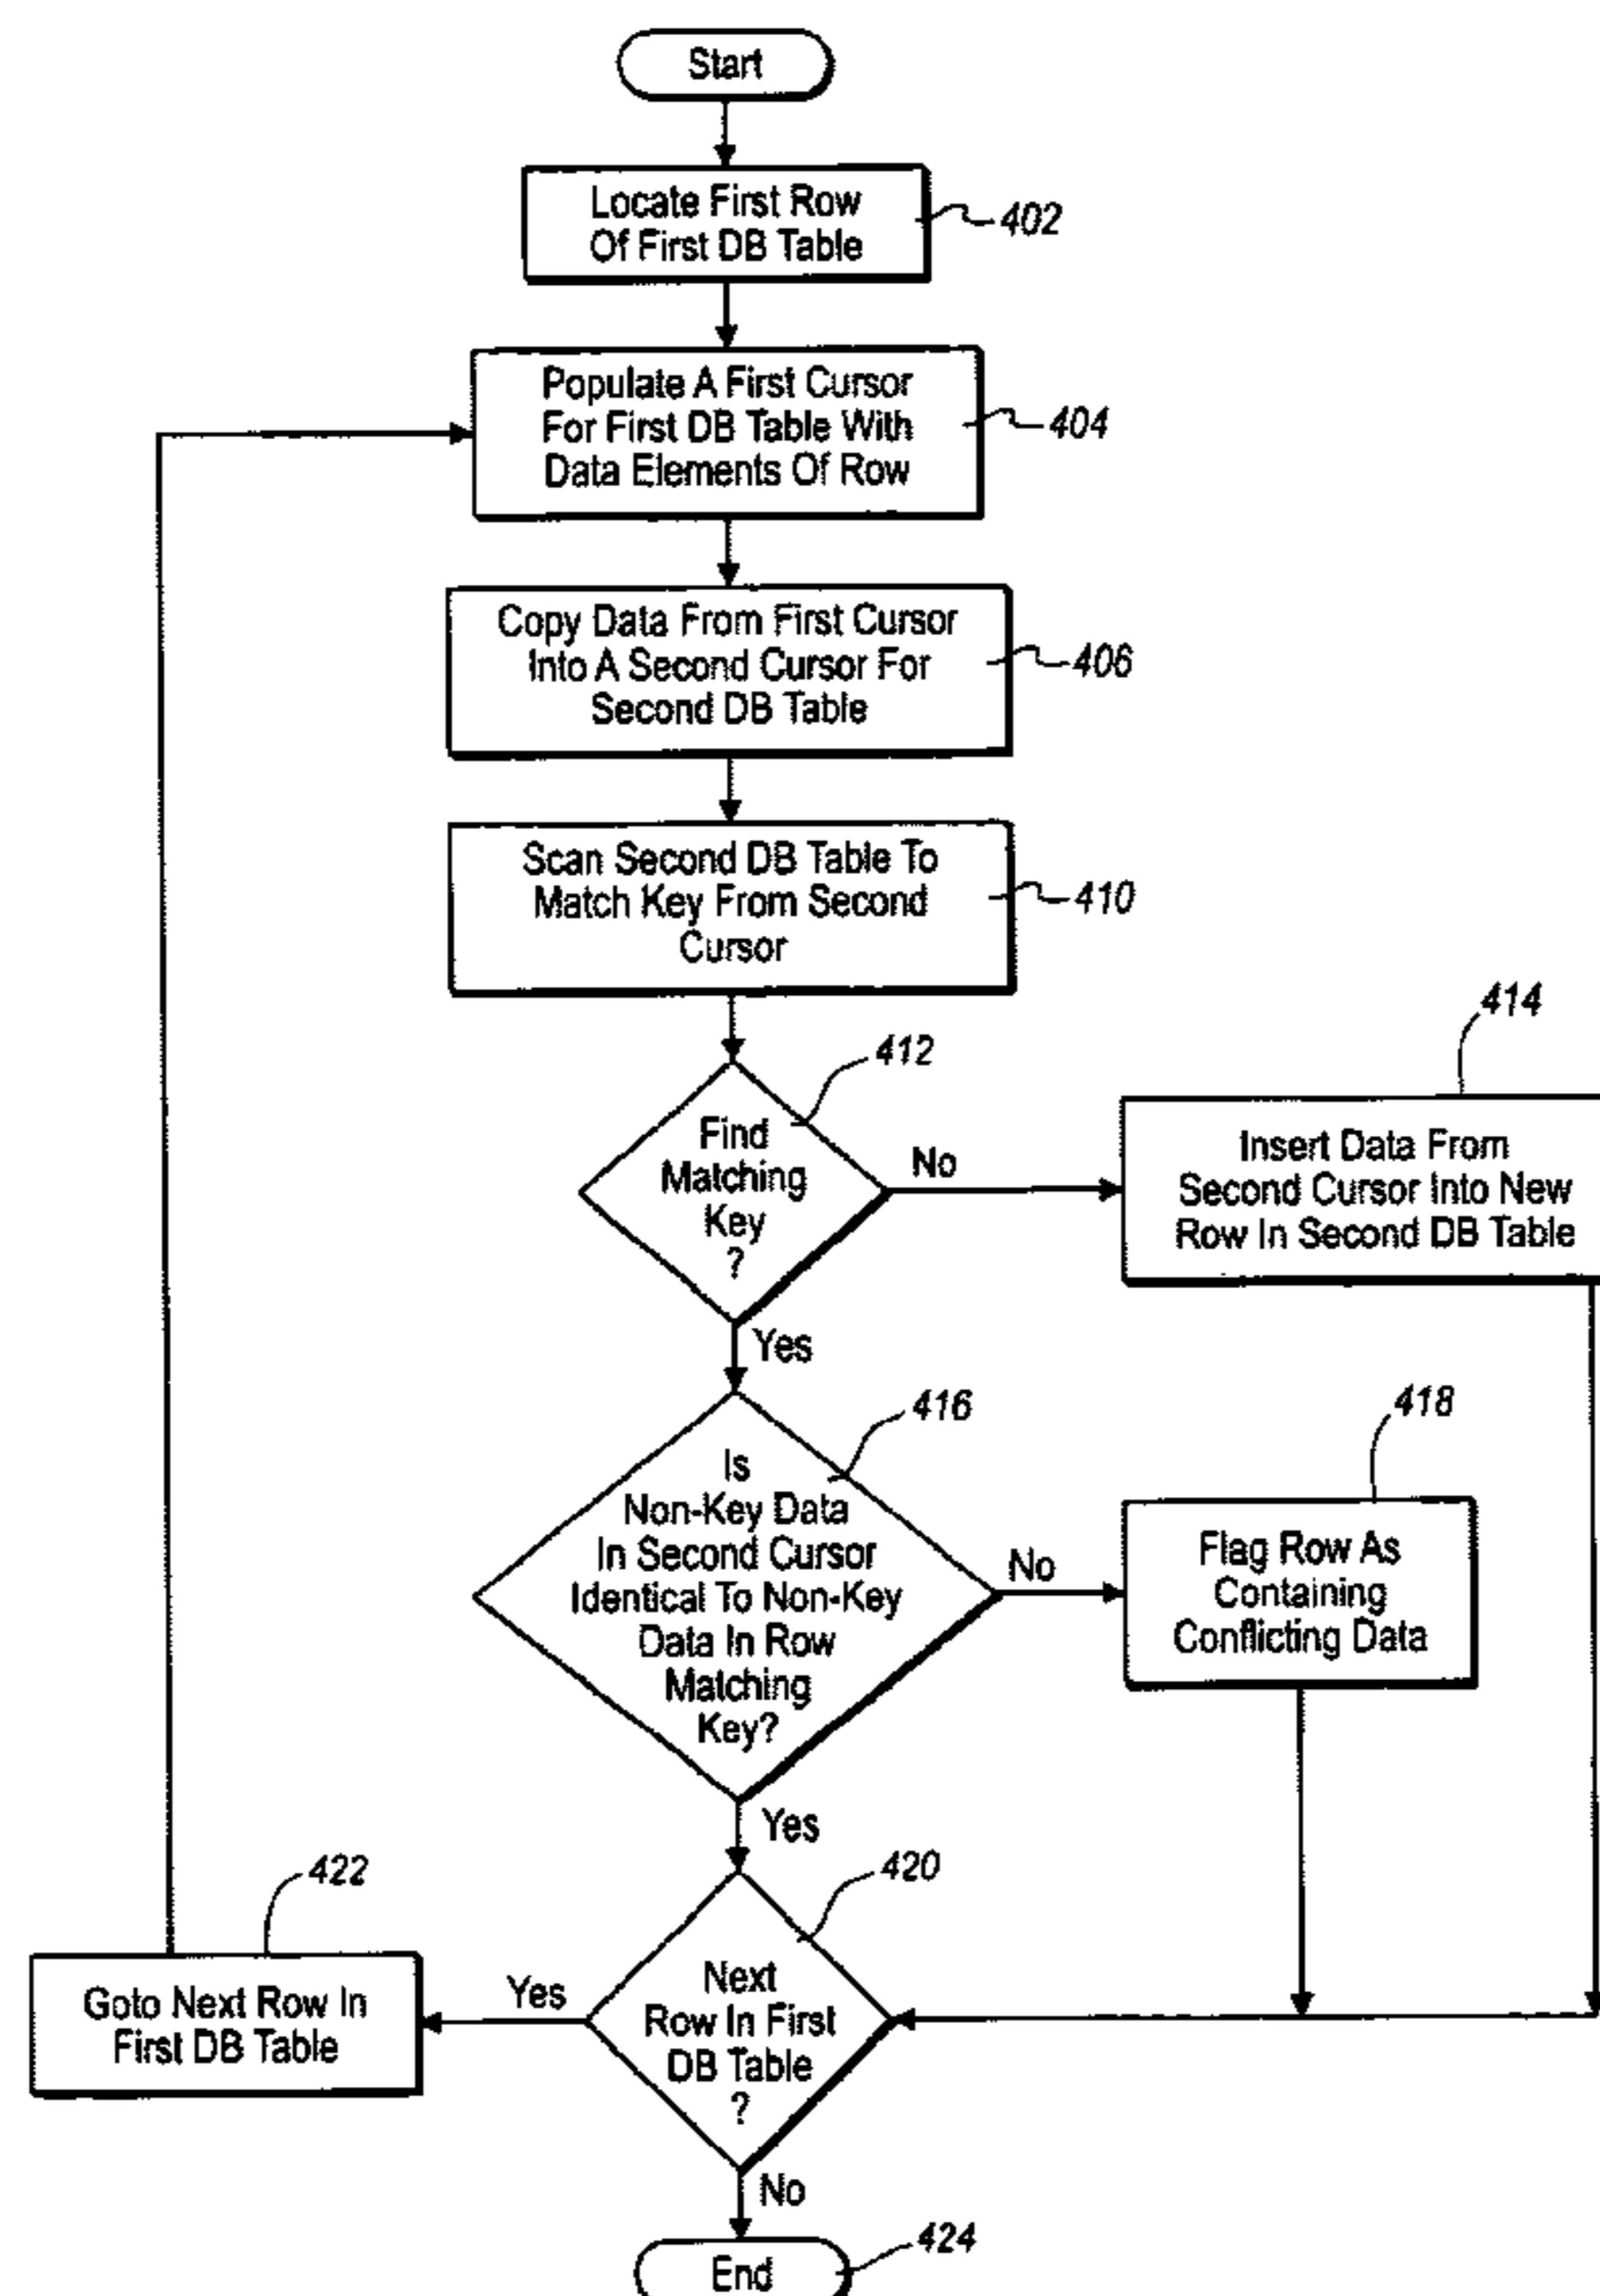 Start
Locate First Row
Of First DB Table
402
Populate A First Cursor
For First DB Table With
Data Elements Of Row
404
Copy Data From First Cursor
Into A Second Cursor For
Second DB Table
406
Scan Second DB Table To
Match Key From Second
Cursor
410
412
Find
Matching
Key
?
No
Yes
414
Insert Data From
Second Cursor Into New
Row In Second DB Table
416
Is
Non-Key Data
In Second Cursor
Identical To Non-Key
Data In Row
Matching
Key?
No
Yes
418
Flag Row As
Containing
Conflicting Data
420
Next
Row In First
DB Table
?
Yes
No
422
Goto Next Row In
First DB Table
End
424